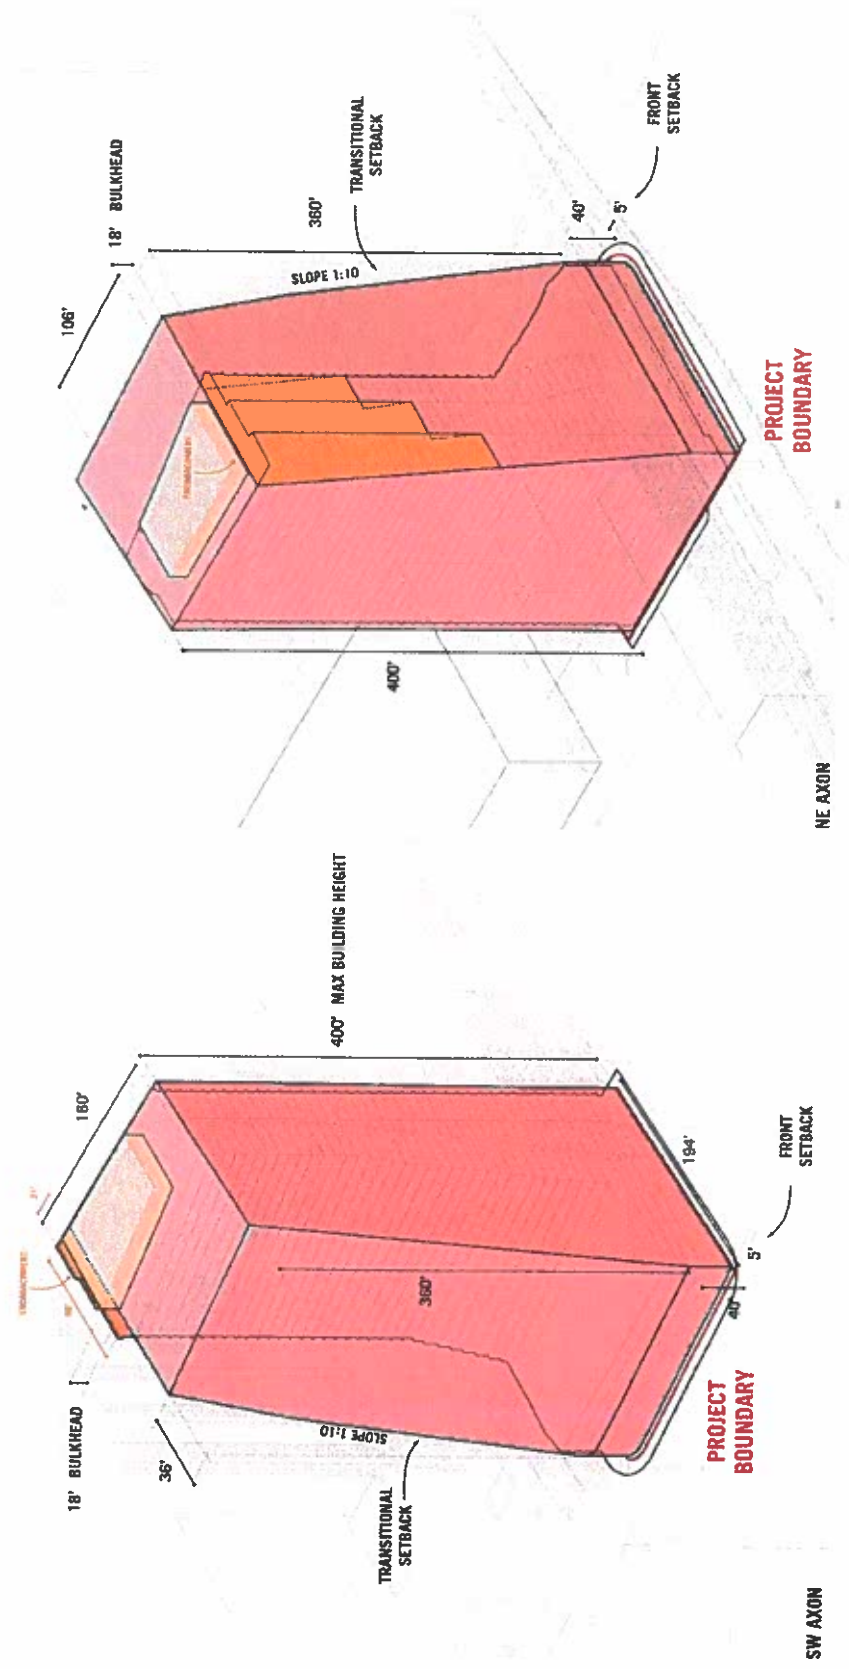 18' BULKHEAD
36'
TRANSITIONAL
SETBACK
SLOPE 1:10
160'
400' MAX BUILDING HEIGHT
360'
194'
40'
5'
FRONT
SETBACK
PROJECT
BOUNDARY
SW AXON
106'
18' BULKHEAD
ENCROACHMENT
360'
SLOPE 1:10
TRANSITIONAL
SETBACK
400'
40'
5'
FRONT
SETBACK
PROJECT
BOUNDARY
NE AXON